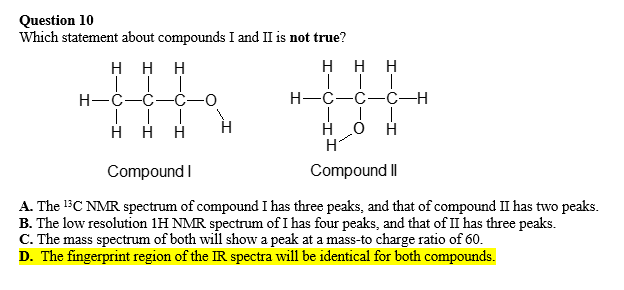 Question 10
Which statement about compounds I and II is not true?
H H H H H H
H-C-C-C-O H-C-C-C-H
H H H H H O H
H
Compound I Compound II
A. The ¹³C NMR spectrum of compound I has three peaks, and that of compound II has two peaks.
B. The low resolution 1H NMR spectrum of I has four peaks, and that of II has three peaks.
C. The mass spectrum of both will show a peak at a mass-to charge ratio of 60.
D. The fingerprint region of the IR spectra will be identical for both compounds.